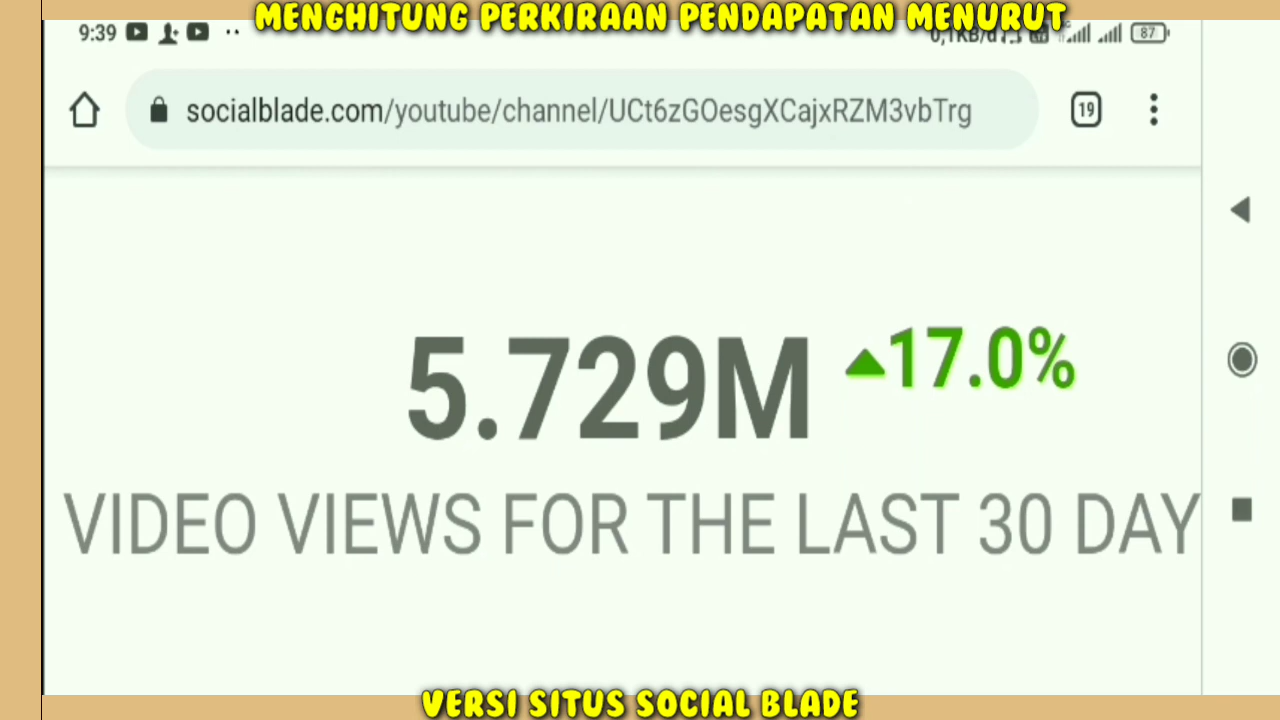 MENGHITUNG PERKIRAAN PENDAPATAN MENURUT
9:39
87
socialblade.com/youtube/channel/UCt6zGOesgXCajxRZM3vbTrg
19
5.729M 17.0%
VIDEO VIEWS FOR THE LAST 30 DAY
VERSI SITUS SOCIAL BLADE